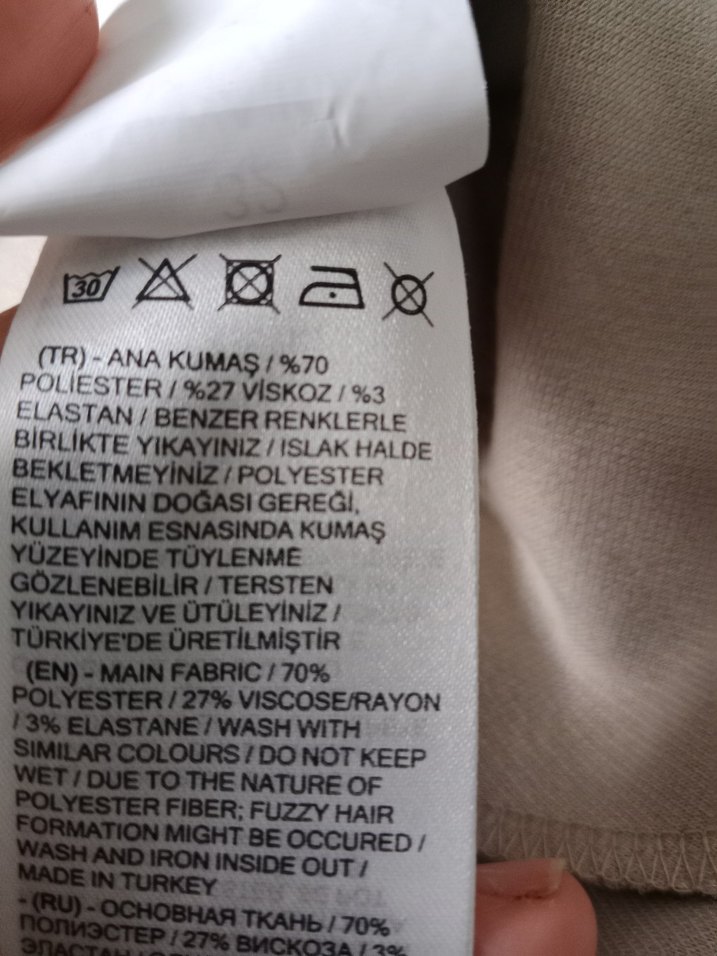 32
30
(TR) - ANA KUMAŞ / %70
POLİESTER / %27 VİSKOZ / %3
ELASTAN / BENZER RENKLERLE
BİRLİKTE YIKAYINIZ / ISLAK HALDE
BEKLETMEYİNİZ / POLYESTER
ELYAFININ DOĞASI GEREĞİ,
KULLANIM ESNASINDA KUMAŞ
YÜZEYİNDE TÜYLENME
GÖZLENEBİLİR / TERSTEN
YIKAYINIZ VE ÜTÜLEYİNİZ /
TÜRKİYE'DE ÜRETİLMİŞTİR
(EN) - MAIN FABRIC / 70%
POLYESTER / 27% VISCOSE/RAYON
/ 3% ELASTANE / WASH WITH
SIMILAR COLOURS / DO NOT KEEP
WET / DUE TO THE NATURE OF
POLYESTER FIBER; FUZZY HAIR
FORMATION MIGHT BE OCCURED /
WASH AND IRON INSIDE OUT /
MADE IN TURKEY
- (RU) - ОСНОВНАЯ ТКАНЬ / 70%
ПОЛИЭСТЕР / 27% ВИСКОЗА / 3%
ЭЛАСТАН /